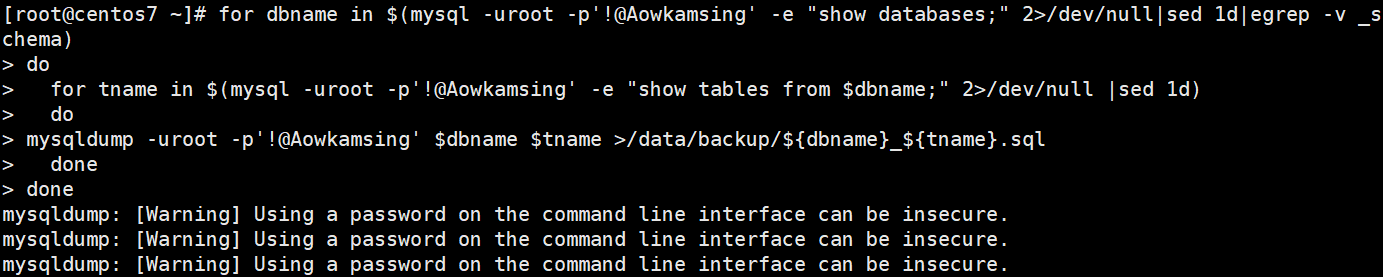 [root@centos7 ~]# for dbname in $(mysql -uroot -p'!@Aowkamsing' -e "show databases;" 2>/dev/null|sed 1d|egrep -v _s
chema)
> do
>   for tname in $(mysql -uroot -p'!@Aowkamsing' -e "show tables from $dbname;" 2>/dev/null |sed 1d)
>   do
> mysqldump -uroot -p'!@Aowkamsing' $dbname $tname >/data/backup/${dbname}_${tname}.sql
>   done
> done
mysqldump: [Warning] Using a password on the command line interface can be insecure.
mysqldump: [Warning] Using a password on the command line interface can be insecure.
mysqldump: [Warning] Using a password on the command line interface can be insecure.